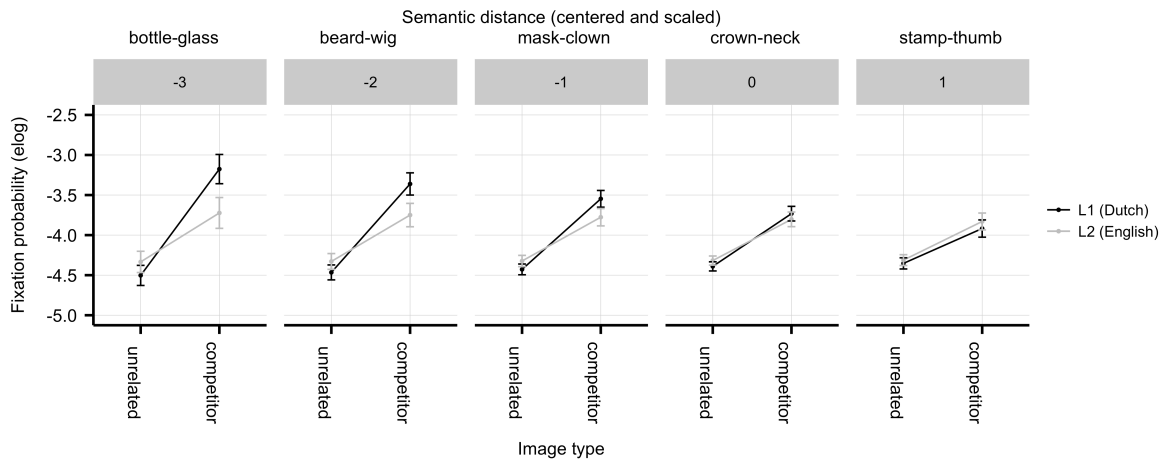 Semantic distance (centered and scaled)
bottle-glass beard-wig mask-clown crown-neck stamp-thumb
-3 -2 -1 0 1
Fixation probability (elog)
-2.5
-3.0
-3.5
-4.0
-4.5
-5.0
L1 (Dutch)
L2 (English)
unrelated competitor unrelated competitor unrelated competitor unrelated competitor unrelated competitor
Image type